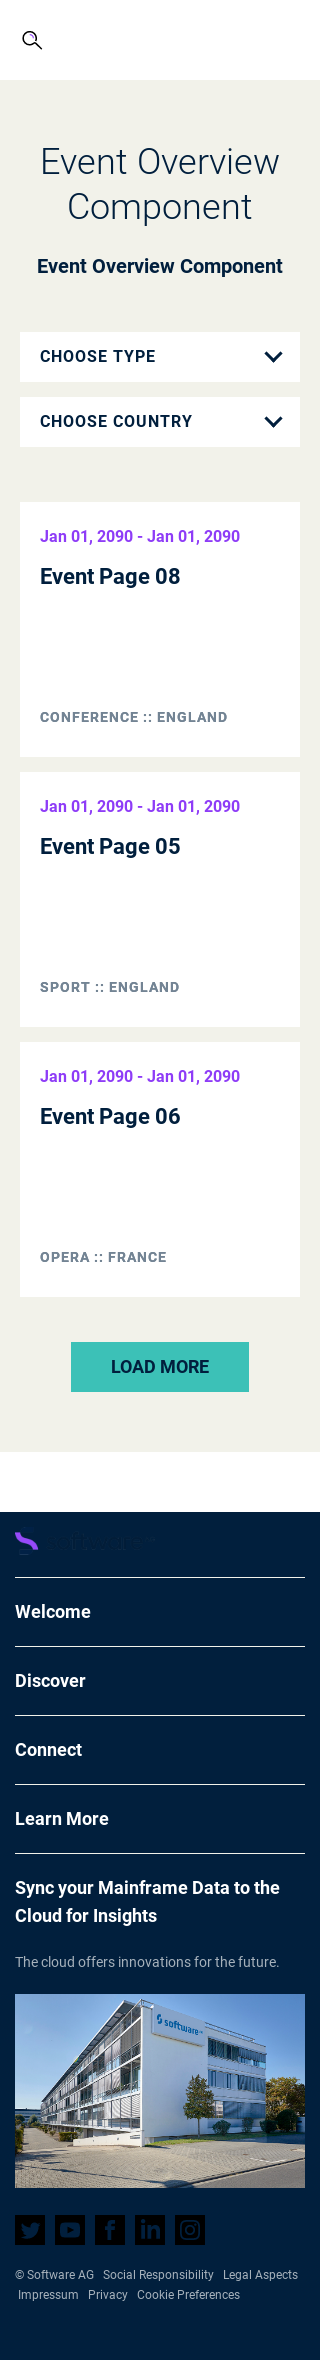 Event Overview
Component
Event Overview Component
CHOOSE TYPE
CHOOSE COUNTRY
Jan 01, 2090 - Jan 01, 2090
Event Page 08
CONFERENCE :: ENGLAND
Jan 01, 2090 - Jan 01, 2090
Event Page 05
SPORT :: ENGLAND
Jan 01, 2090 - Jan 01, 2090
Event Page 06
OPERA :: FRANCE
LOAD MORE
Welcome
Discover
Connect
Learn More
Sync your Mainframe Data to the
Cloud for Insights
The cloud offers innovations for the future.
software AG
© Software AG Social Responsibility Legal Aspects
Impressum Privacy Cookie Preferences